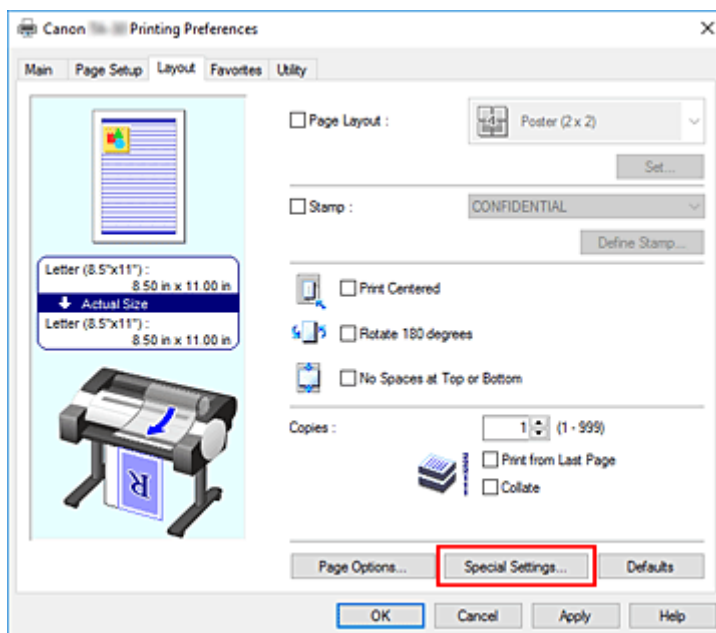 Canon Printing Preferences
Main Page Setup Layout Favorites Utility
Page Layout :
Poster (2 x 2)
Set...
Stamp :
CONFIDENTIAL
Define Stamp...
Letter (8.5"x11") :
8.50 in x 11.00 in
Actual Size
Letter (8.5"x11") :
8.50 in x 11.00 in
Print Centered
Rotate 180 degrees
No Spaces at Top or Bottom
Copies :
1 (1 - 999)
Print from Last Page
Collate
R
Page Options... Special Settings... Defaults
OK Cancel Apply Help